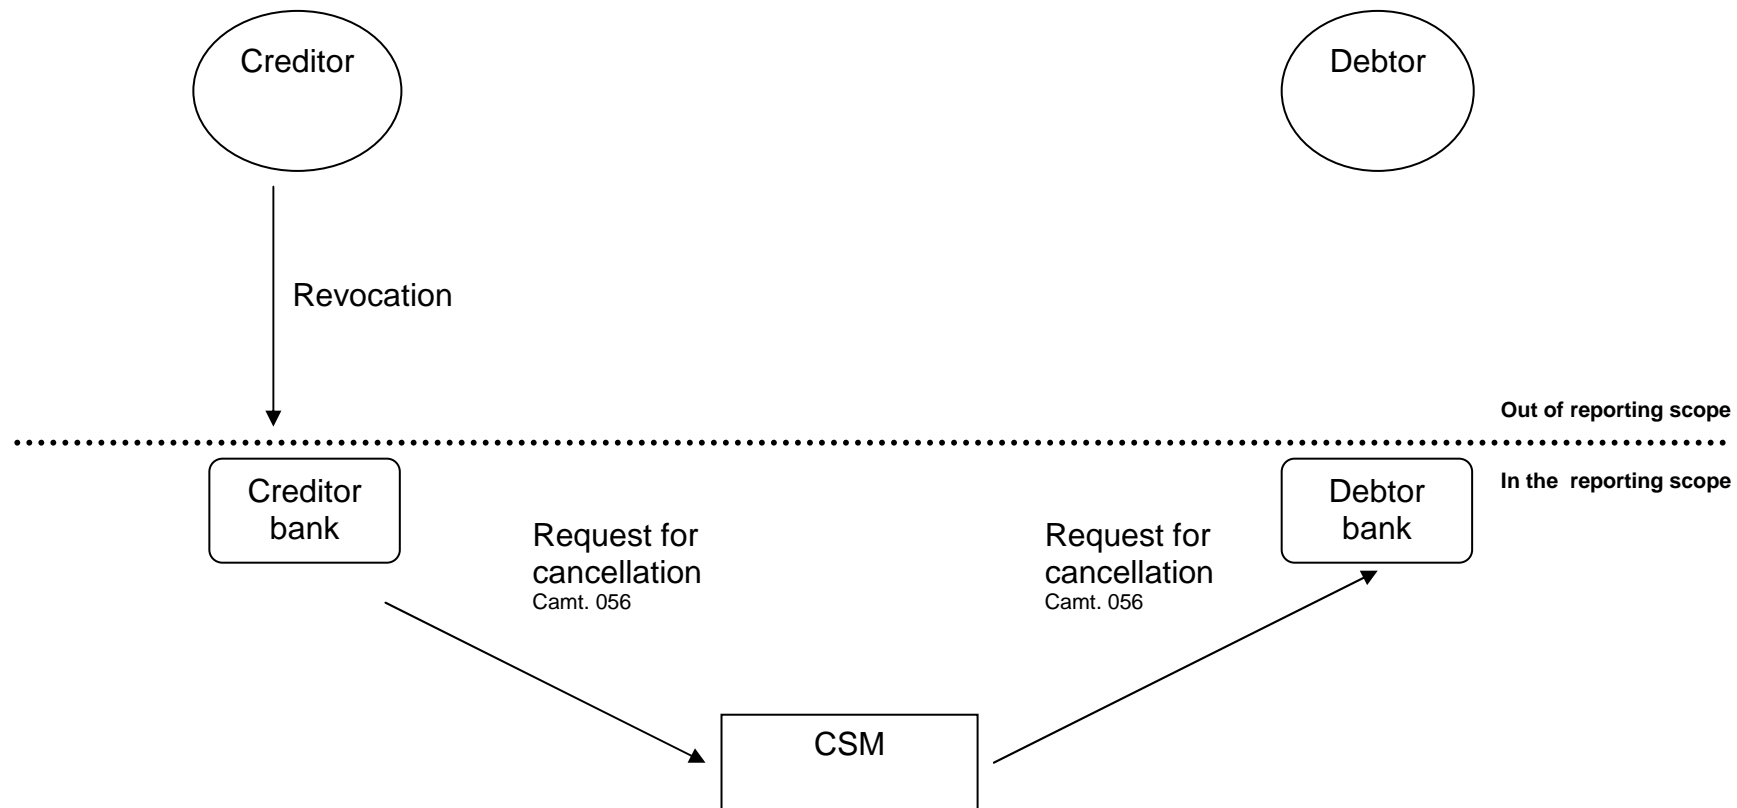 Creditor
Debtor
Revocation
Out of reporting scope
In the  reporting scope
Creditor
bank
Debtor
bank
Request for
cancellation
Camt. 056
Request for
cancellation
Camt. 056
CSM